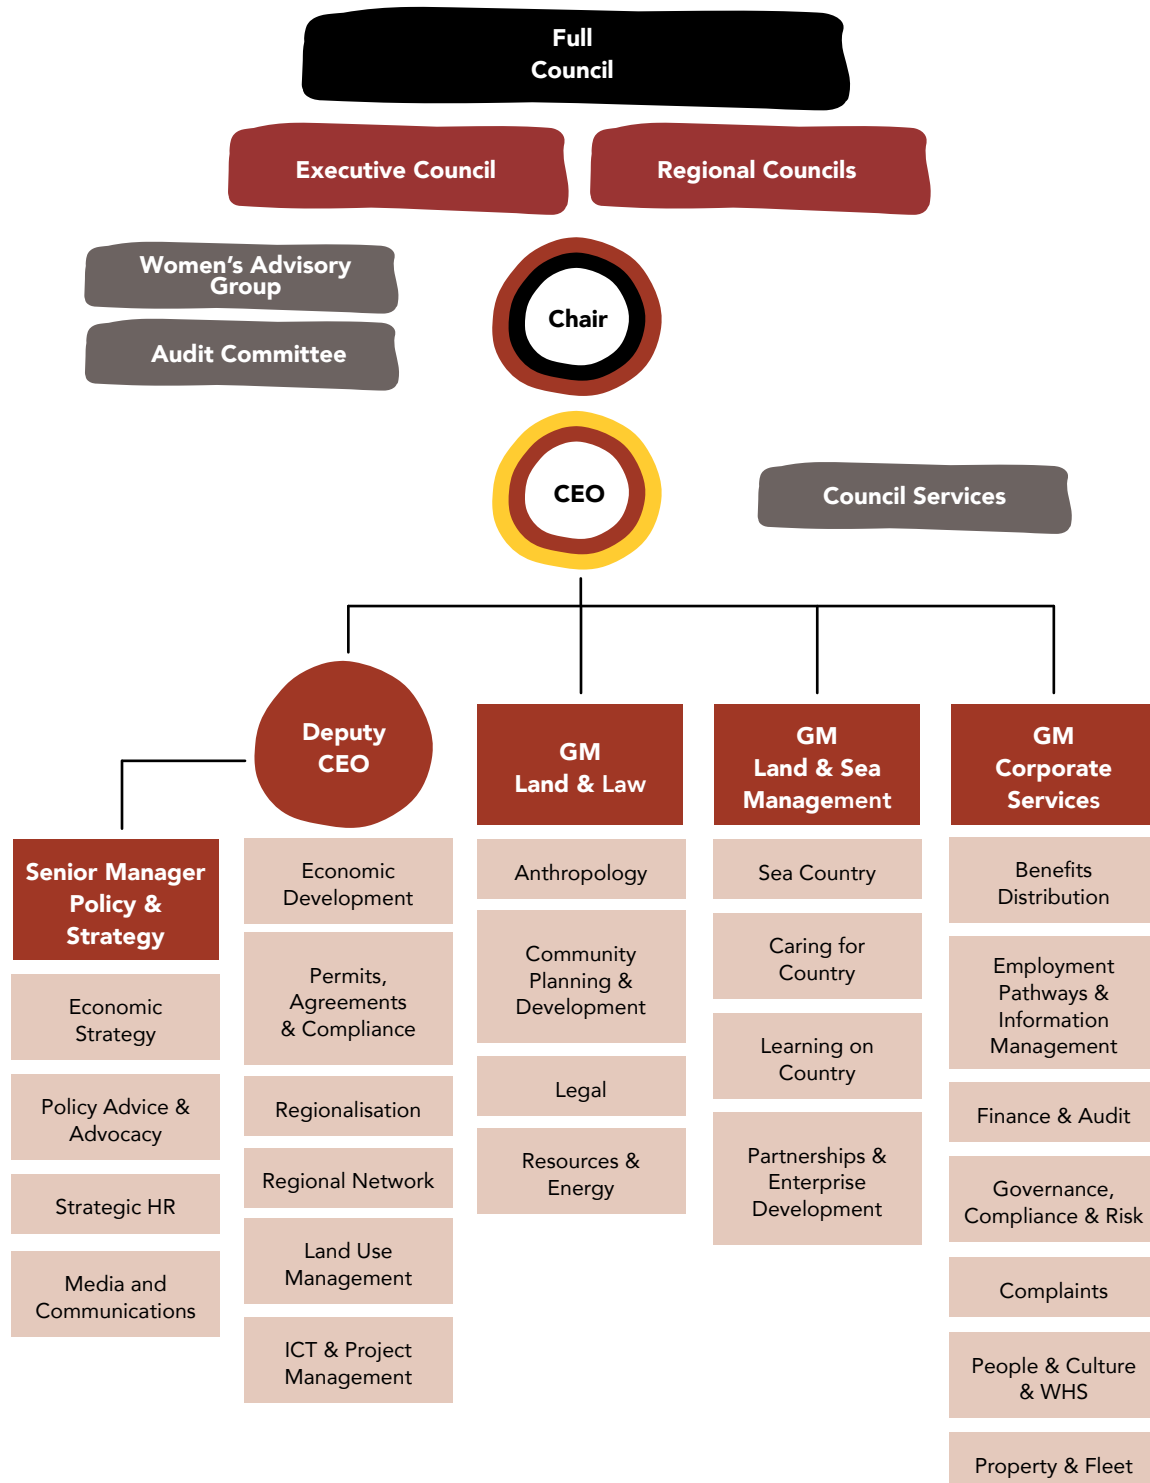 Full
Council
Executive Council
Regional Councils
Women's Advisory
Group
Audit Committee
Chair
CEO
Council Services
Deputy
CEO
GM
Land & Law
GM
Land & Sea
Management
GM
Corporate
Services
Senior Manager
Policy &
Strategy
Economic
Strategy
Policy Advice &
Advocacy
Strategic HR
Media and
Communications
Economic
Development
Permits,
Agreements
& Compliance
Regionalisation
Regional Network
Land Use
Management
ICT & Project
Management
Anthropology
Community
Planning &
Development
Legal
Resources &
Energy
Sea Country
Caring for
Country
Learning on
Country
Partnerships &
Enterprise
Development
Benefits
Distribution
Employment
Pathways &
Information
Management
Finance & Audit
Governance,
Compliance & Risk
Complaints
People & Culture
& WHS
Property & Fleet